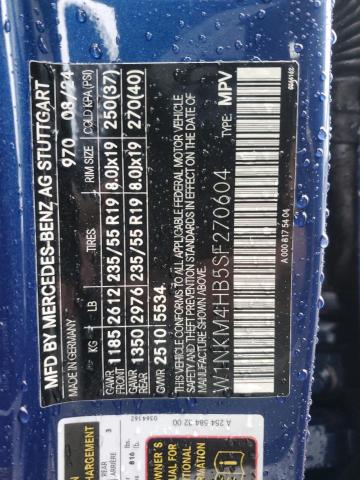 MFD BY MERCEDES-BENZ AG STUTTGART
MADE IN GERMANY 970 08/24
KG LB TIRES RIM SIZE COLD KPA (PSI)
GAWR FRONT 1185 2612 235/55 R19 8.0Jx19 250(37)
GAWR REAR 1350 2976 235/55 R19 8.0Jx19 270(40)
GVWR 2510 5534
THIS VEHICLE CONFORMS TO ALL APPLICABLE FEDERAL MOTOR VEHICLE
SAFETY AND THEFT PREVENTION STANDARDS IN EFFECT ON THE DATE OF
MANUFACTURE SHOWN ABOVE.
W1NKM4HB5SF270604 TYPE: MPV
A 000 817 54 04
A 254 584 32 00
3
816
CHARGEMENT
OWNER'S
MANUAL FOR